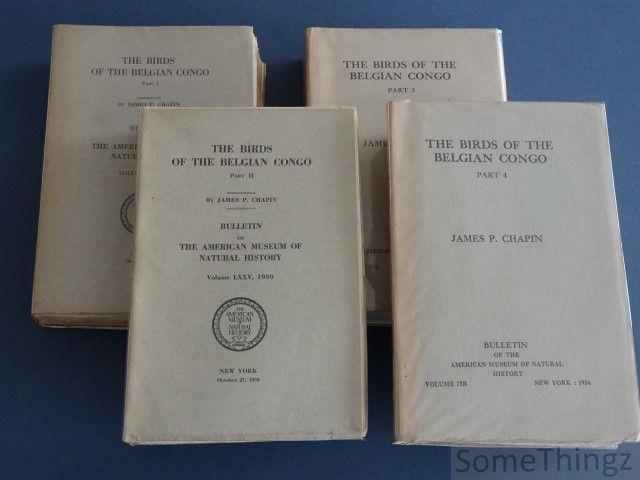 THE BIRDS
OF THE BELGIAN CONGO
PART I
BY JAMES P. CHAPIN
THE AMERI
NATURAL
VOLU
THE BIRDS OF THE
BELGIAN CONGO
PART 3
JAM
THE BIRDS
OF THE BELGIAN CONGO
PART II
BY JAMES P. CHAPIN
BULLETIN
OF
THE AMERICAN MUSEUM OF
NATURAL HISTORY
Volume LXXV, 1939
THE
AMERICAN
MUSEUM
OF
NATURAL
HISTORY
NEW YORK
October 27, 1939
THE BIRDS OF THE
BELGIAN CONGO
PART 4
JAMES P. CHAPIN
BULLETIN
OF THE
AMERICAN MUSEUM OF NATURAL
HISTORY
VOLUME 75B NEW YORK : 1954
SomeThingz